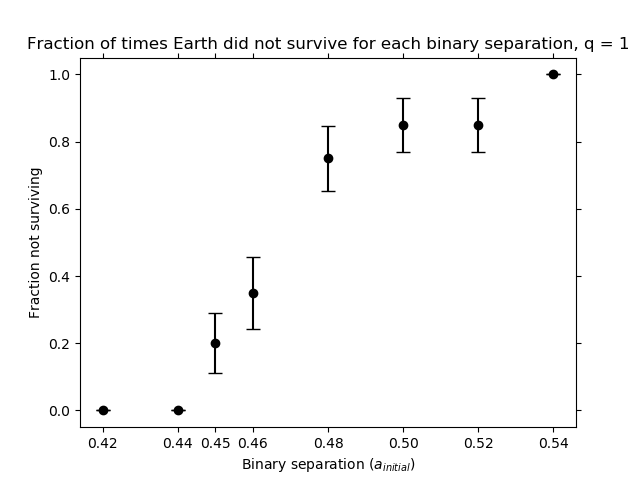 Fraction of times Earth did not survive for each binary separation, q = 1
Fraction not surviving
1.0
0.8
0.6
0.4
0.2
0.0
0.42 0.44 0.45 0.46 0.48 0.50 0.52 0.54
Binary separation (a_initial)